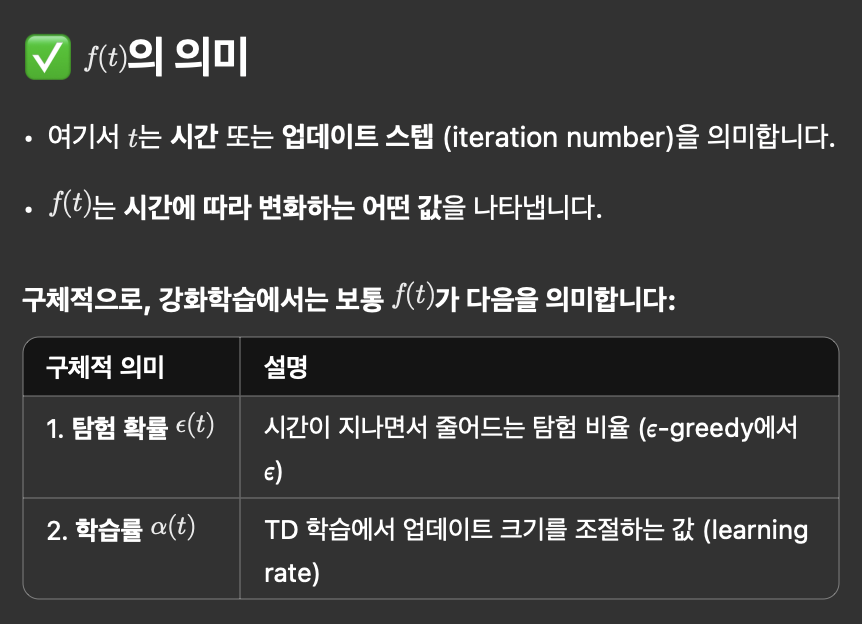 ✅ f(t)의 의미
• 여기서 t는 시간 또는 업데이트 스텝 (iteration number)을 의미합니다.
• f(t)는 시간에 따라 변화하는 어떤 값을 나타냅니다.
구체적으로, 강화학습에서는 보통 f(t)가 다음을 의미합니다:
구체적 의미 설명
1. 탐험 확률 ϵ(t) 시간이 지나면서 줄어드는 탐험 비율 (ϵ-greedy에서
ϵ)
2. 학습률 α(t) TD 학습에서 업데이트 크기를 조절하는 값 (learning
rate)